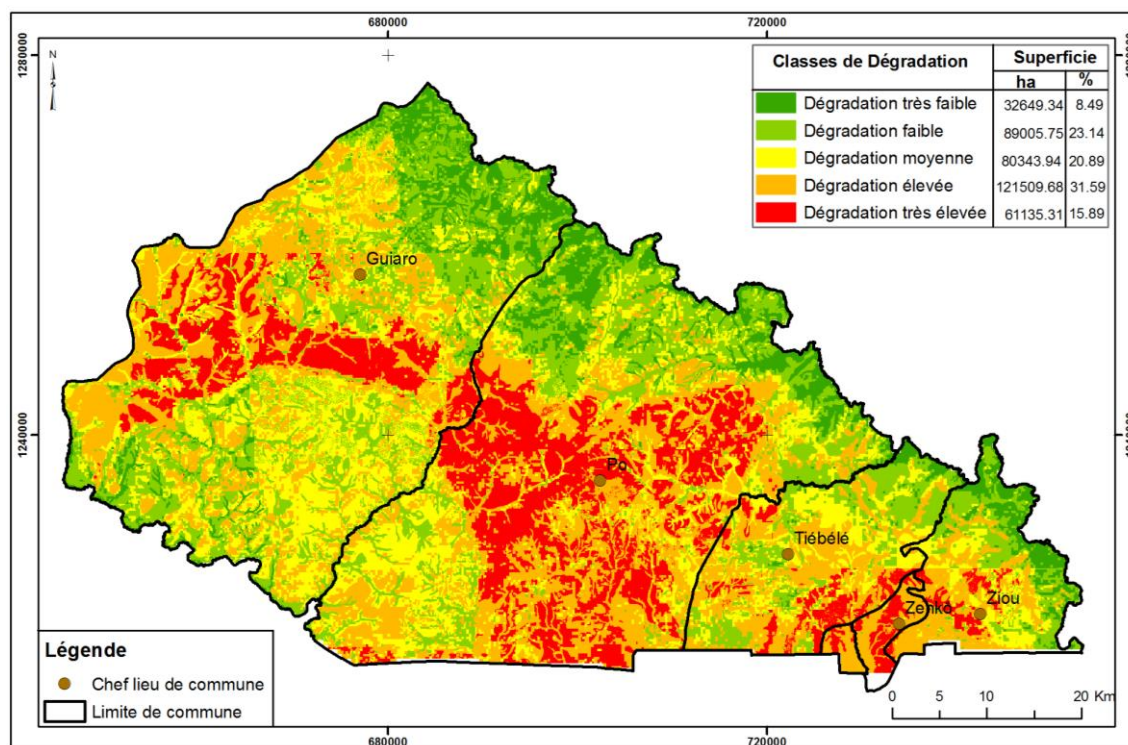 680000 720000
1280000
N
Classes de Dégradation Superficie
ha %
Dégradation très faible 32649.34 8.49
Dégradation faible 89005.75 23.14
Dégradation moyenne 80343.94 20.89
Dégradation élevée 121509.68 31.59
Dégradation très élevée 61135.31 15.89
Guiaro
1240000
Po
Tiébélé
Zenko
Ziou
Légende
Chef lieu de commune
Limite de commune
0 5 10 20 Km
680000 720000